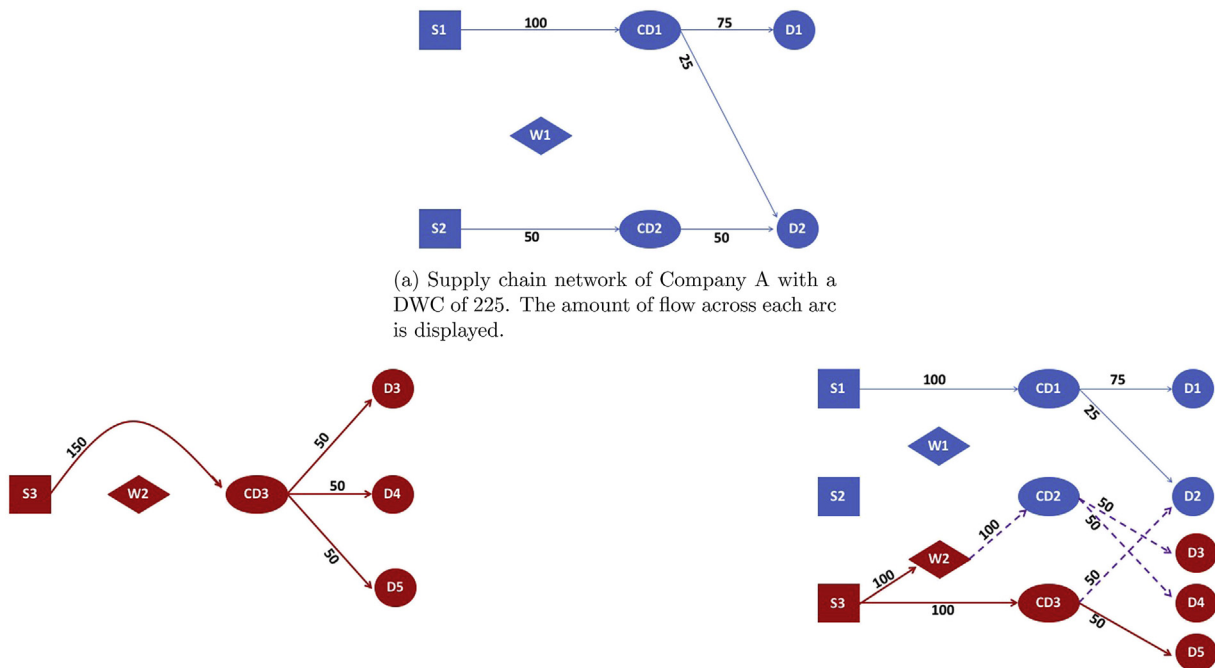 S1 100 CD1 75 D1
25
W1
S2 50 CD2 50 D2
(a) Supply chain network of Company A with a
DWC of 225. The amount of flow across each arc
is displayed.
D3
150 50
S3 W2 CD3 50 D4
50
D5
S1 100 CD1 75 D1
25
W1
S2 CD2 D2
50
100 50
W2 D3
100
50 D4
S3 100 CD3
50
D5